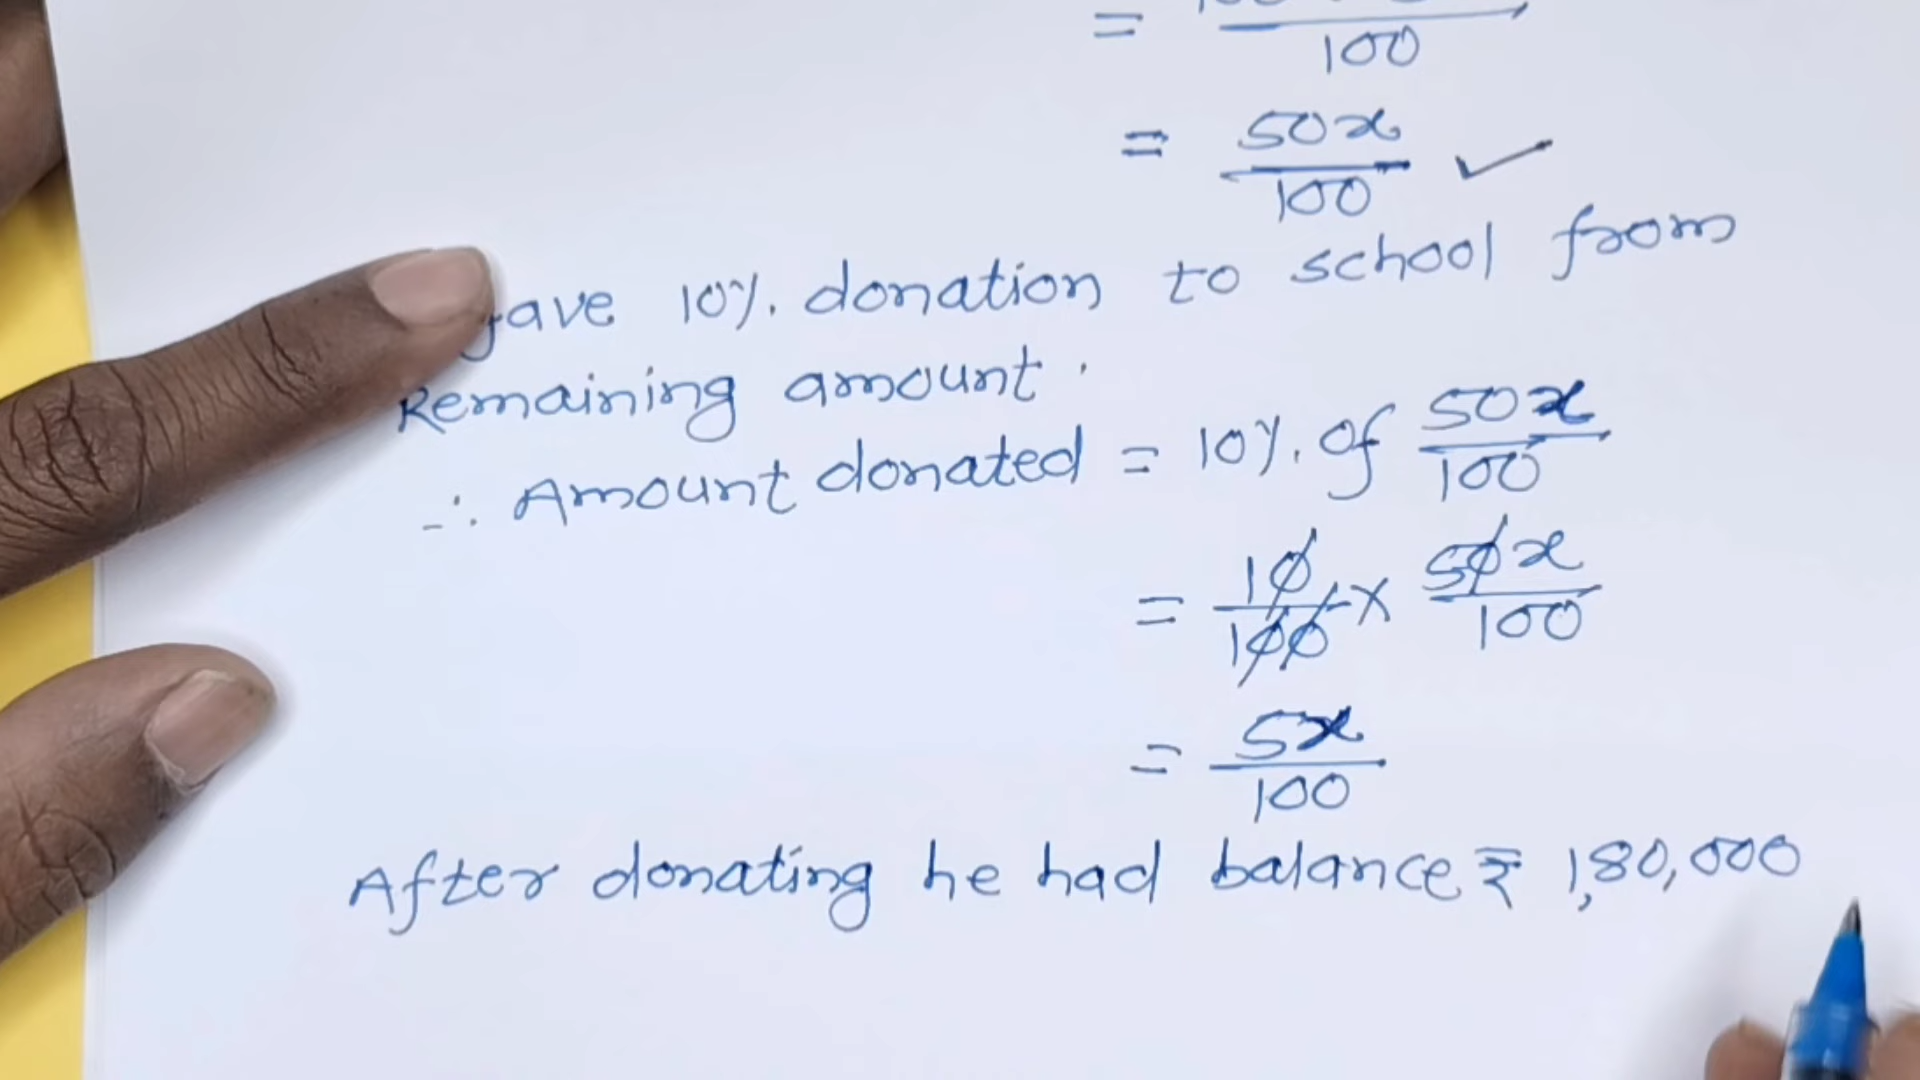 = 100
= 50x/100 ✓
gave 10%. donation to school from
Remaining amount.
∴ Amount donated = 10%. of 50x/100
= 10/100 × 50x/100
= 5x/100
After donating he had balance ₹ 1,80,000